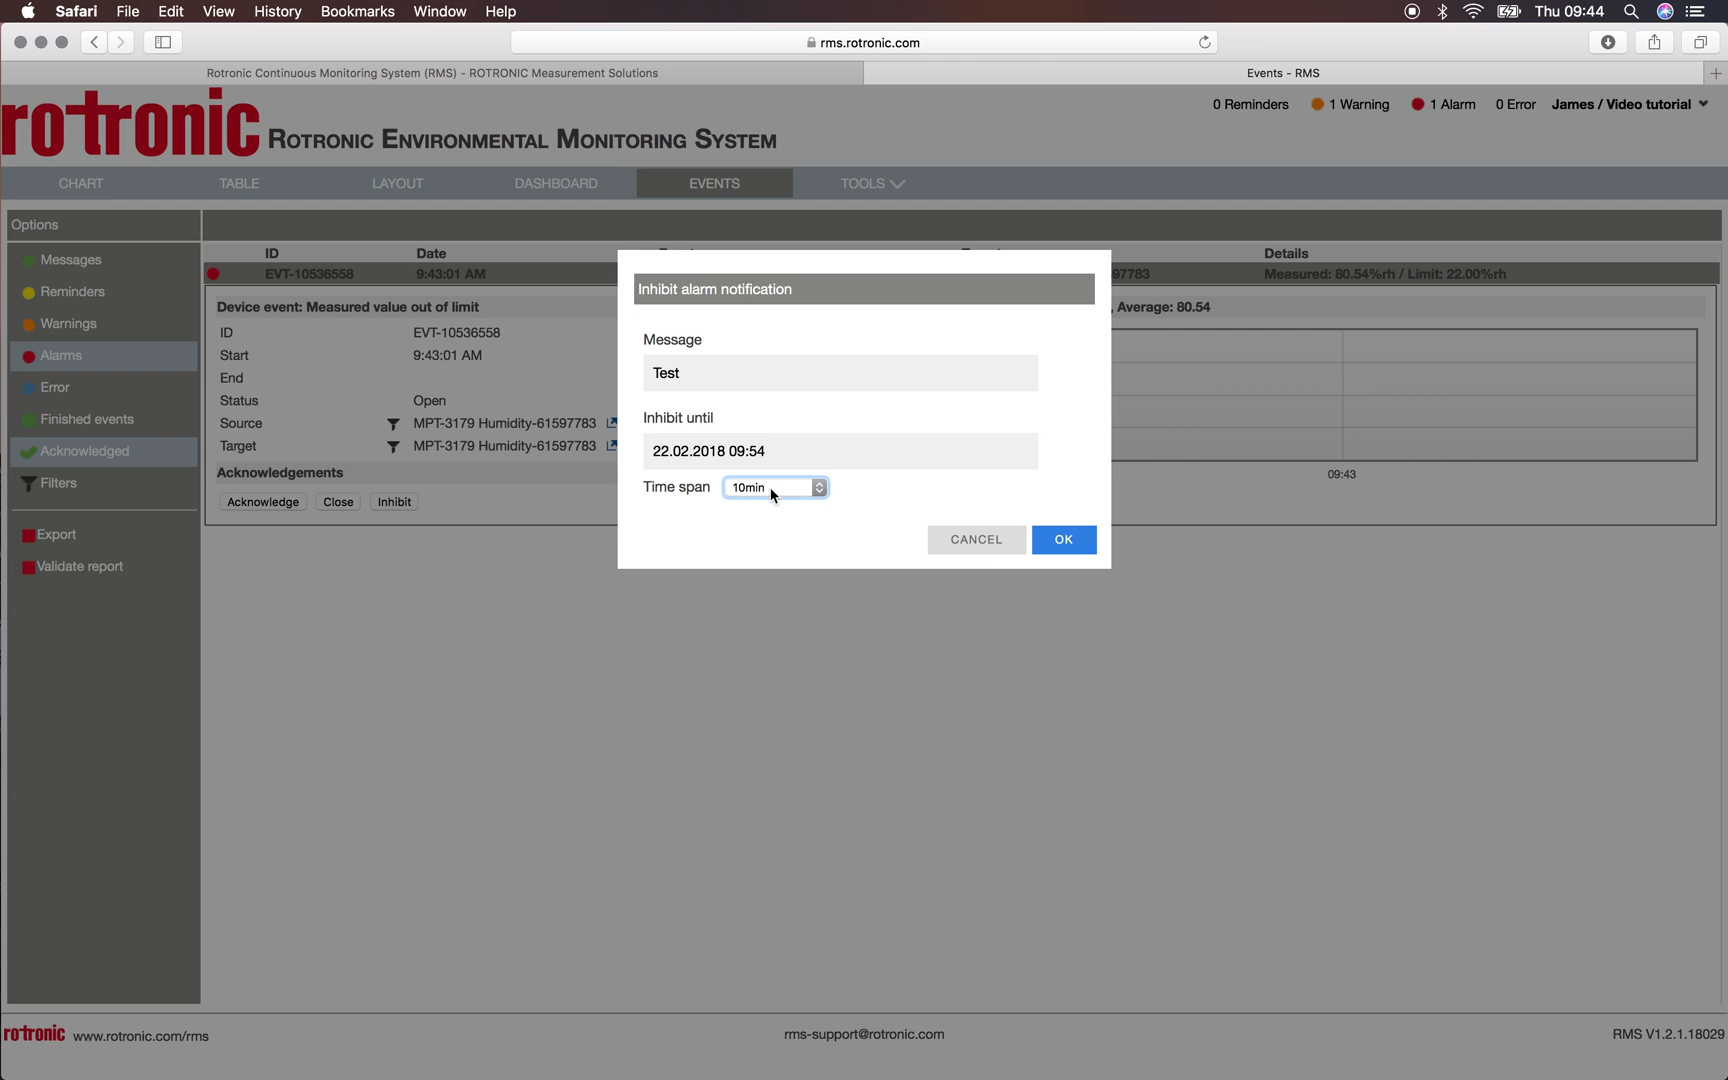 Safari File Edit View History Bookmarks Window Help Thu 09:44
rms.rotronic.com
Rotronic Continuous Monitoring System (RMS) - ROTRONIC Measurement Solutions Events - RMS
rotronic ROTRONIC ENVIRONMENTAL MONITORING SYSTEM
0 Reminders 1 Warning 1 Alarm 0 Error James / Video tutorial
CHART TABLE LAYOUT DASHBOARD EVENTS TOOLS
Options
Messages
Reminders
Warnings
Alarms
Error
Finished events
Acknowledged
Filters
Export
Validate report
ID Date Details
EVT-10536558 9:43:01 AM 97783 Measured: 80.54%rh / Limit: 22.00%rh
Device event: Measured value out of limit , Average: 80.54
ID EVT-10536558
Start 9:43:01 AM
End
Status Open
Source MPT-3179 Humidity-61597783
Target MPT-3179 Humidity-61597783
09:43
Acknowledgements
Acknowledge Close Inhibit
Inhibit alarm notification
Message
Test
Inhibit until
22.02.2018 09:54
Time span 10min
CANCEL OK
rotronic www.rotronic.com/rms rms-support@rotronic.com RMS V1.2.1.18029